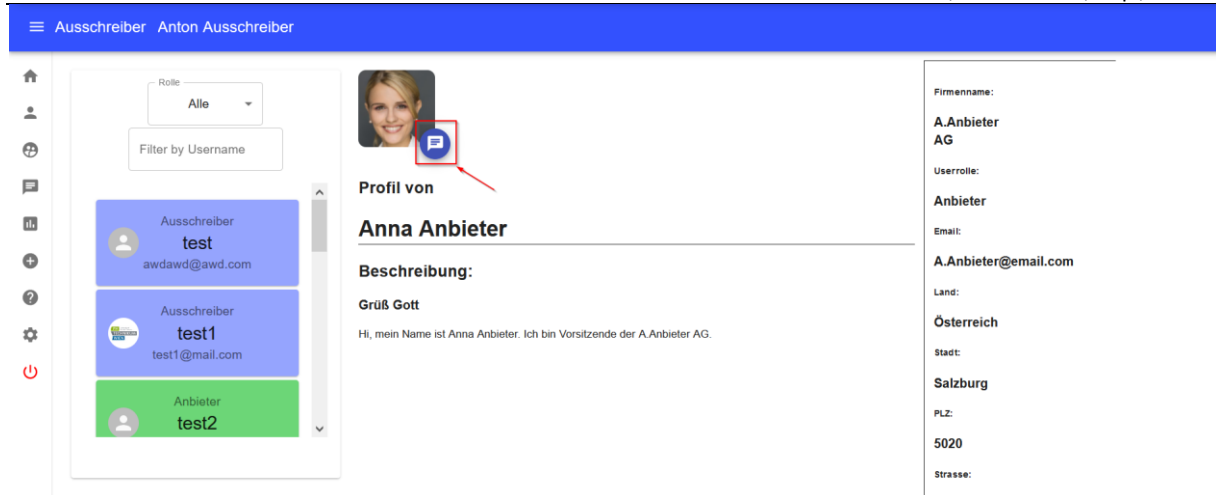 Ausschreiber Anton Ausschreiber
Rolle
Alle
Filter by Username
Ausschreiber
test
awdawd@awd.com
Ausschreiber
test1
test1@mail.com
Anbieter
test2
Profil von
Anna Anbieter
Beschreibung:
Grüß Gott
Hi, mein Name ist Anna Anbieter. Ich bin Vorsitzende der A.Anbieter AG.
Firmenname:
A.Anbieter
AG
Userrolle:
Anbieter
Email:
A.Anbieter@email.com
Land:
Österreich
Stadt:
Salzburg
PLZ:
5020
Strasse: